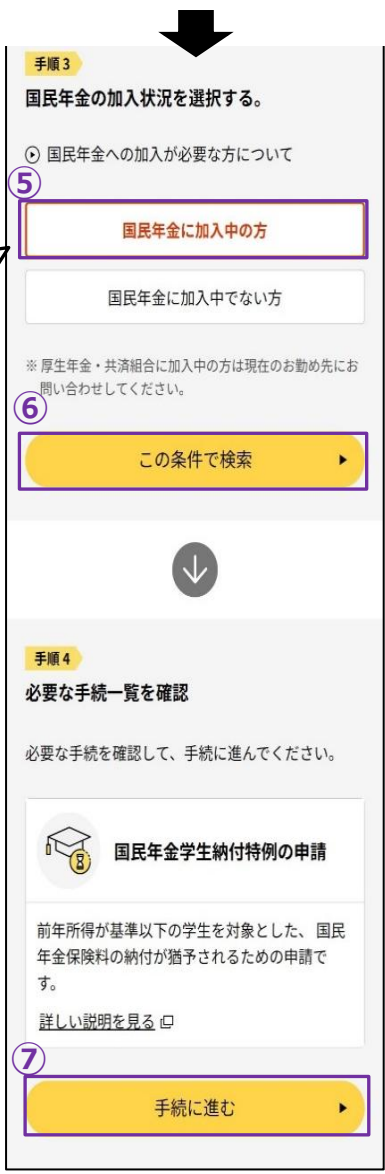 手順3
国民年金の加入状況を選択する。
国民年金への加入が必要な方について
⑤
国民年金に加入中の方
国民年金に加入中でない方
※ 厚生年金・共済組合に加入中の方は現在のお勤め先にお
問い合わせしてください。
⑥
この条件で検索
手順4
必要な手続一覧を確認
必要な手続を確認して、手続に進んでください。
国民年金学生納付特例の申請
前年所得が基準以下の学生を対象とした、国民
年金保険料の納付が猶予されるための申請で
す。
詳しい説明を見る
⑦
手続に進む